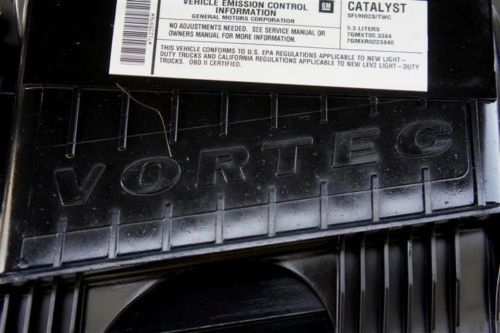 VEHICLE EMISSION CONTROL
INFORMATION
GENERAL MOTORS CORPORATION
NO ADJUSTMENTS NEEDED. SEE SERVICE MANUAL OR
OWNERS MANUAL FOR MORE INFORMATION.
THIS VEHICLE CONFORMS TO U.S. EPA REGULATIONS APPLICABLE TO NEW LIGHT-
DUTY TRUCKS AND CALIFORNIA REGULATIONS APPLICABLE TO NEW LEV2 LIGHT-DUTY
TRUCKS. OBD II CERTIFIED.
GM
CATALYST
SFI/HO2S/TWC
5.3 LITERS
7GMXT05.3384
7GMXR0223840
VORTEC